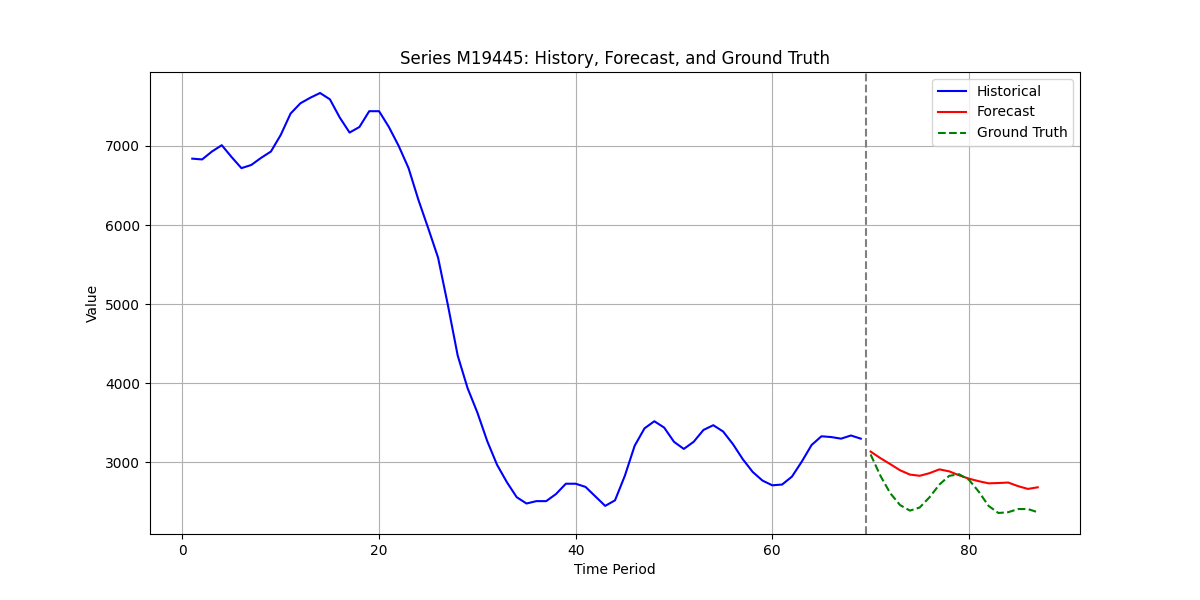 Series M19445: History, Forecast, and Ground Truth
Historical
Forecast
Ground Truth
7000
6000
5000
4000
3000
Value
0
20
40
60
80
Time Period